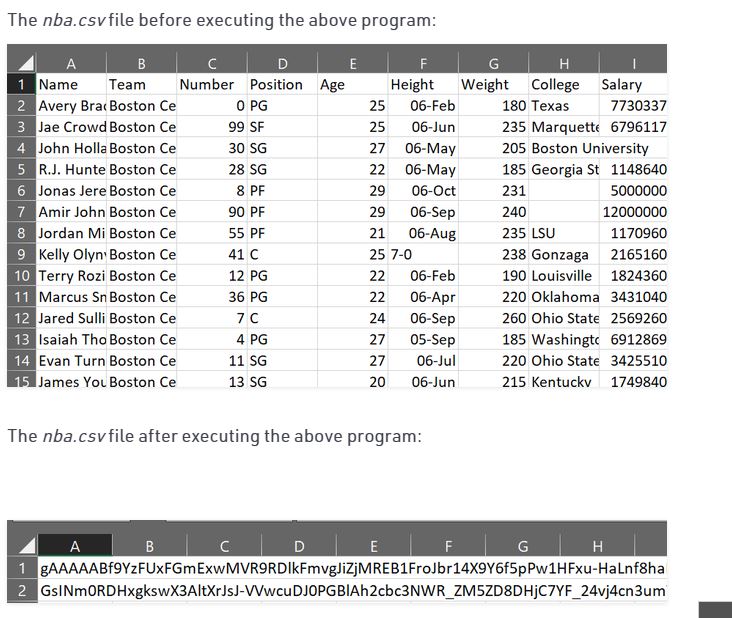 The nba.csv file before executing the above program:
A B C D E F G H I
1 Name Team Number Position Age Height Weight College Salary
2 Avery Brad Boston Ce 0 PG 25 06-Feb 180 Texas 7730337
3 Jae Crowd Boston Ce 99 SF 25 06-Jun 235 Marquette 6796117
4 John Holla Boston Ce 30 SG 27 06-May 205 Boston University
5 R.J. Hunte Boston Ce 28 SG 22 06-May 185 Georgia St 1148640
6 Jonas Jere Boston Ce 8 PF 29 06-Oct 231 5000000
7 Amir John Boston Ce 90 PF 29 06-Sep 240 12000000
8 Jordan Mi Boston Ce 55 PF 21 06-Aug 235 LSU 1170960
9 Kelly Olyn Boston Ce 41 C 25 7-0 238 Gonzaga 2165160
10 Terry Rozi Boston Ce 12 PG 22 06-Feb 190 Louisville 1824360
11 Marcus Sm Boston Ce 36 PG 22 06-Apr 220 Oklahoma 3431040
12 Jared Sulli Boston Ce 7 C 24 06-Sep 260 Ohio State 2569260
13 Isaiah Tho Boston Ce 4 PG 27 05-Sep 185 Washingto 6912869
14 Evan Turn Boston Ce 11 SG 27 06-Jul 220 Ohio State 3425510
15 James You Boston Ce 13 SG 20 06-Jun 215 Kentucky 1749840
The nba.csv file after executing the above program:
A B C D E F G H
1 gAAAAABf9YzFUxFGmExwMVR9RDlkFmvgJiZjMREB1FroJbr14X9Y6f5pPw1HFxu-HaLnf8ha
2 GsINm0RDHxgkswX3AltXrJsJ-VVwcuDJ0PGBlAh2cbc3NWR_ZM5ZD8DHjC7YF_24vj4cn3um